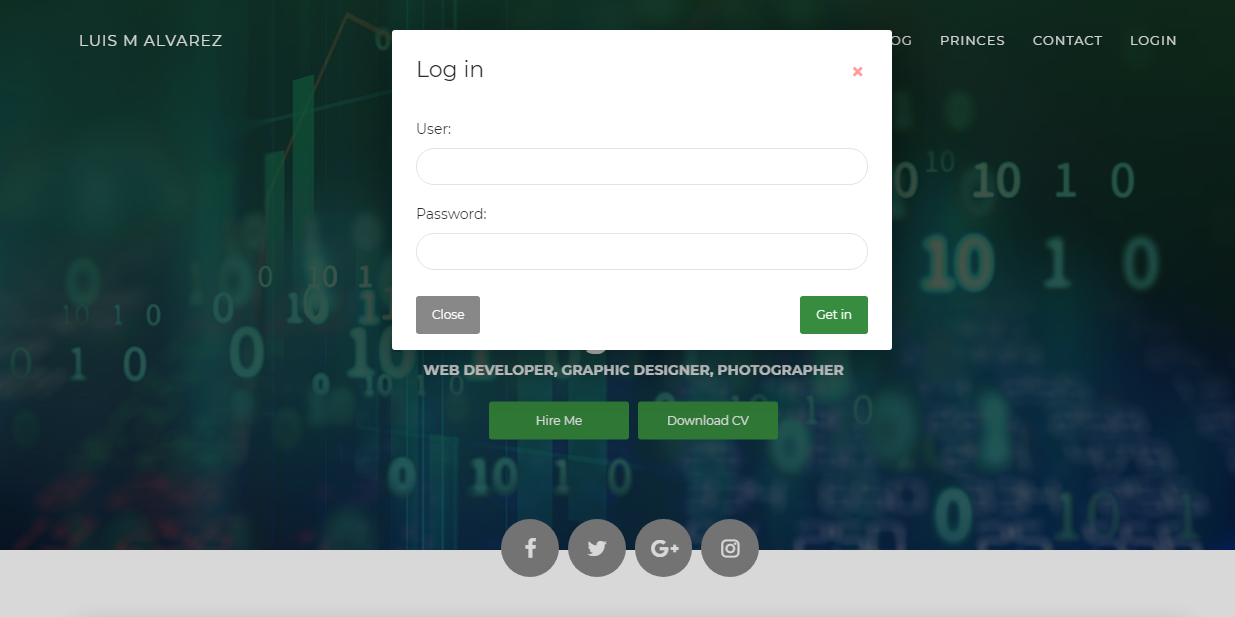 LUIS M ALVAREZ
PRINCES CONTACT LOGIN
Log in
User:
Password:
Close Get in
WEB DEVELOPER, GRAPHIC DESIGNER, PHOTOGRAPHER
Hire Me Download CV